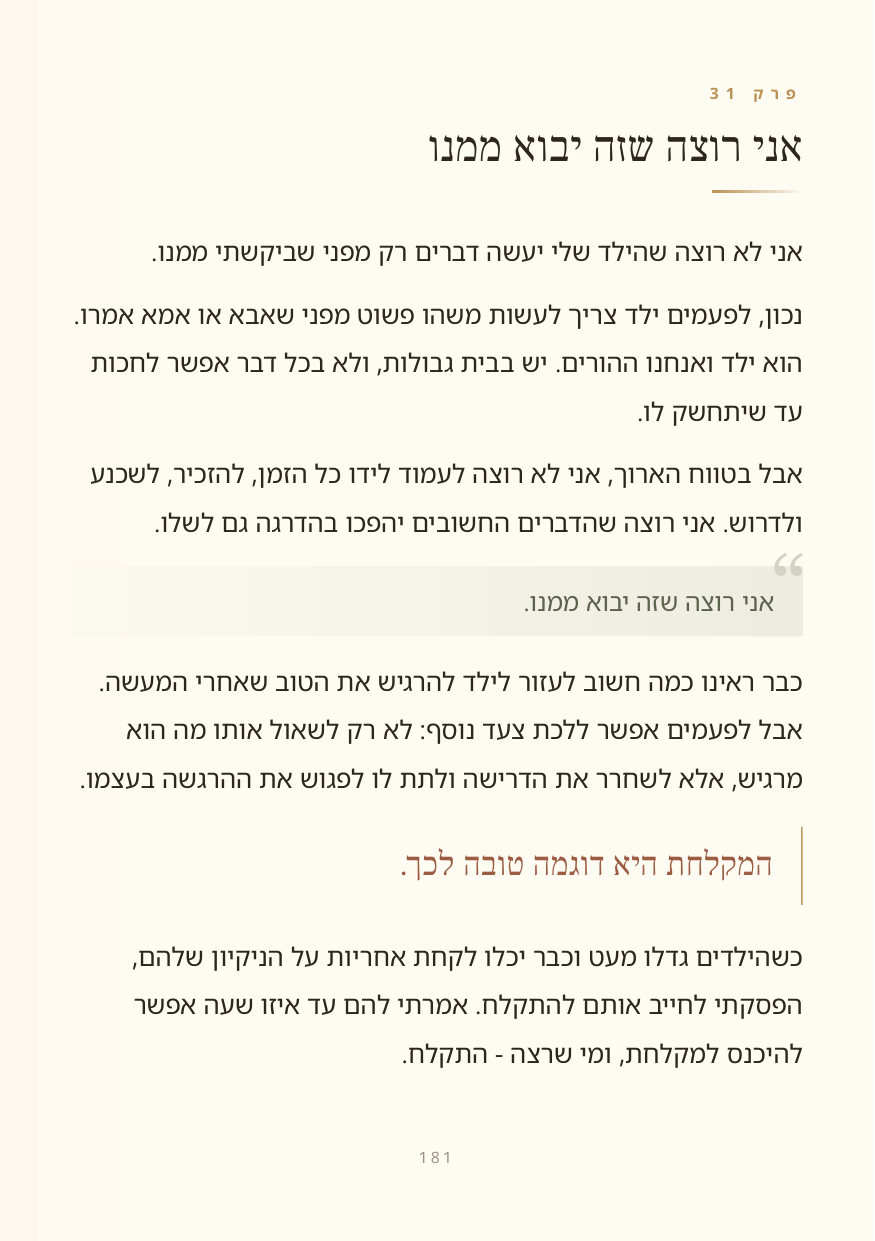 פרק 31
אני רוצה שזה יבוא ממנו
אני לא רוצה שהילד שלי יעשה דברים רק מפני שביקשתי ממנו.
נכון, לפעמים ילד צריך לעשות משהו פשוט מפני שאבא או אמא אמרו.
הוא ילד ואנחנו ההורים. יש בבית גבולות, ולא בכל דבר אפשר לחכות
עד שיתחשק לו.
אבל בטווח הארוך, אני לא רוצה לעמוד לידו כל הזמן, להזכיר, לשכנע
ולדרוש. אני רוצה שהדברים החשובים יהפכו בהדרגה גם לשלו.
“
אני רוצה שזה יבוא ממנו.
כבר ראינו כמה חשוב לעזור לילד להרגיש את הטוב שאחרי המעשה.
אבל לפעמים אפשר ללכת צעד נוסף: לא רק לשאול אותו מה הוא
מרגיש, אלא לשחרר את הדרישה ולתת לו לפגוש את ההרגשה בעצמו.
המקלחת היא דוגמה טובה לכך.
כשהילדים גדלו מעט וכבר יכלו לקחת אחריות על הניקיון שלהם,
הפסקתי לחייב אותם להתקלח. אמרתי להם עד איזו שעה אפשר
להיכנס למקלחת, ומי שרצה - התקלח.
181